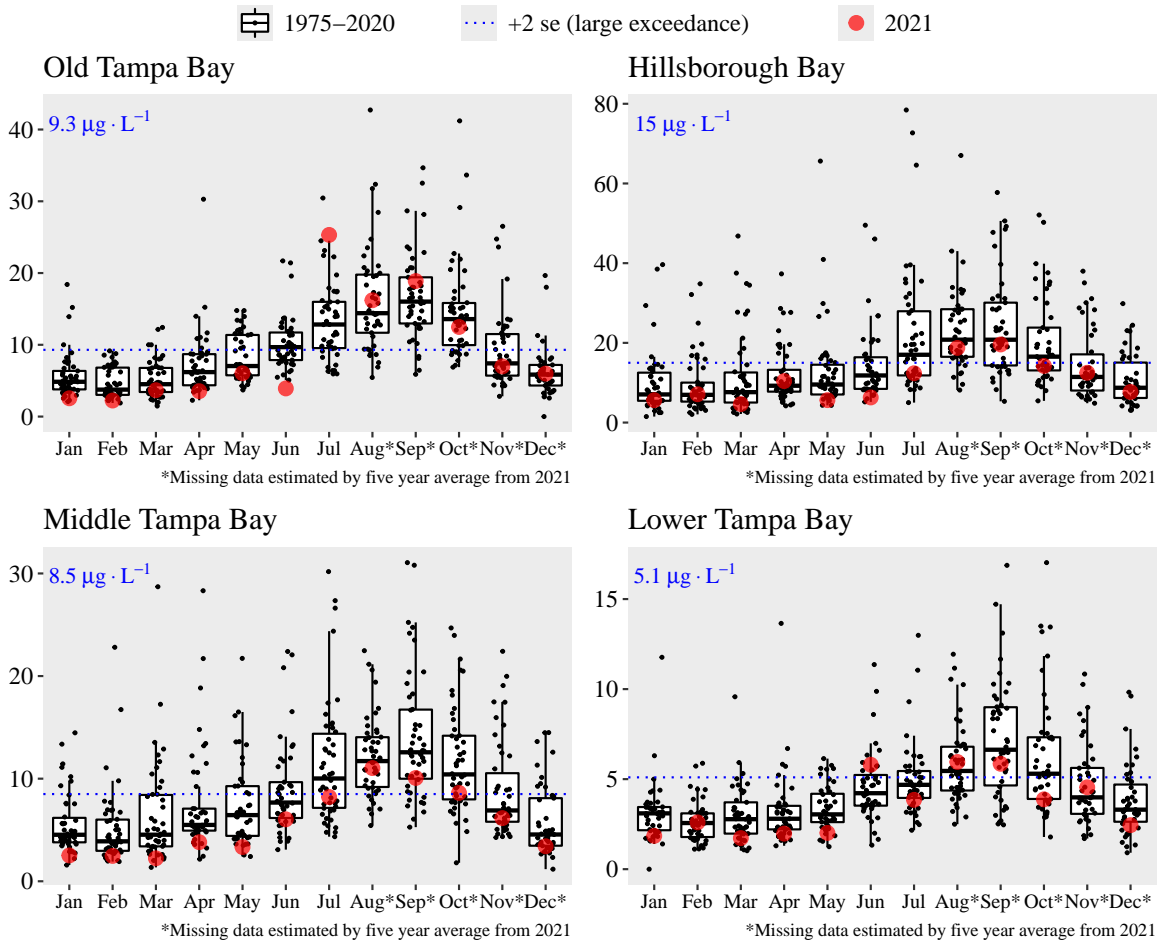 1975–2020 +2 se (large exceedance) 2021
Old Tampa Bay
9.3 μg · L⁻¹
40
30
20
10
0
Jan Feb Mar Apr May Jun Jul Aug* Sep* Oct* Nov* Dec*
*Missing data estimated by five year average from 2021
Hillsborough Bay
15 μg · L⁻¹
80
60
40
20
0
Jan Feb Mar Apr May Jun Jul Aug* Sep* Oct* Nov* Dec*
*Missing data estimated by five year average from 2021
Middle Tampa Bay
8.5 μg · L⁻¹
30
20
10
0
Jan Feb Mar Apr May Jun Jul Aug* Sep* Oct* Nov* Dec*
*Missing data estimated by five year average from 2021
Lower Tampa Bay
5.1 μg · L⁻¹
15
10
5
0
Jan Feb Mar Apr May Jun Jul Aug* Sep* Oct* Nov* Dec*
*Missing data estimated by five year average from 2021